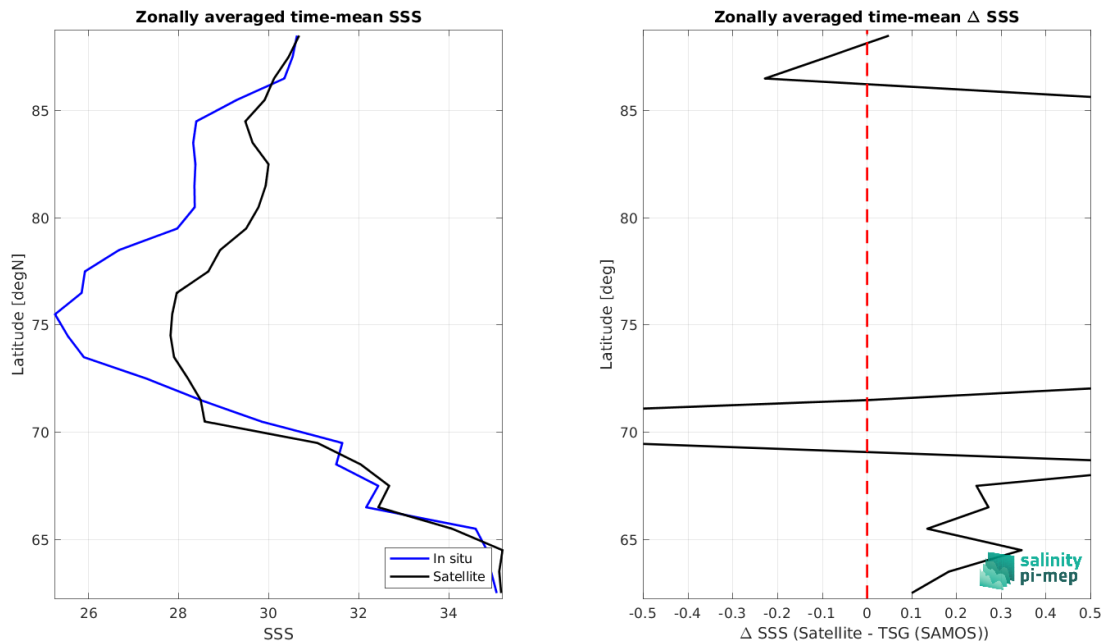 Zonally averaged time-mean SSS
85
80
75
70
65
26 28 30 32 34
Latitude [degN]
SSS
In situ
Satellite
Zonally averaged time-mean Δ SSS
85
80
75
70
65
-0.5 -0.4 -0.3 -0.2 -0.1 0 0.1 0.2 0.3 0.4 0.5
Latitude [deg]
Δ SSS (Satellite - TSG (SAMOS))
salinity
pi-mep